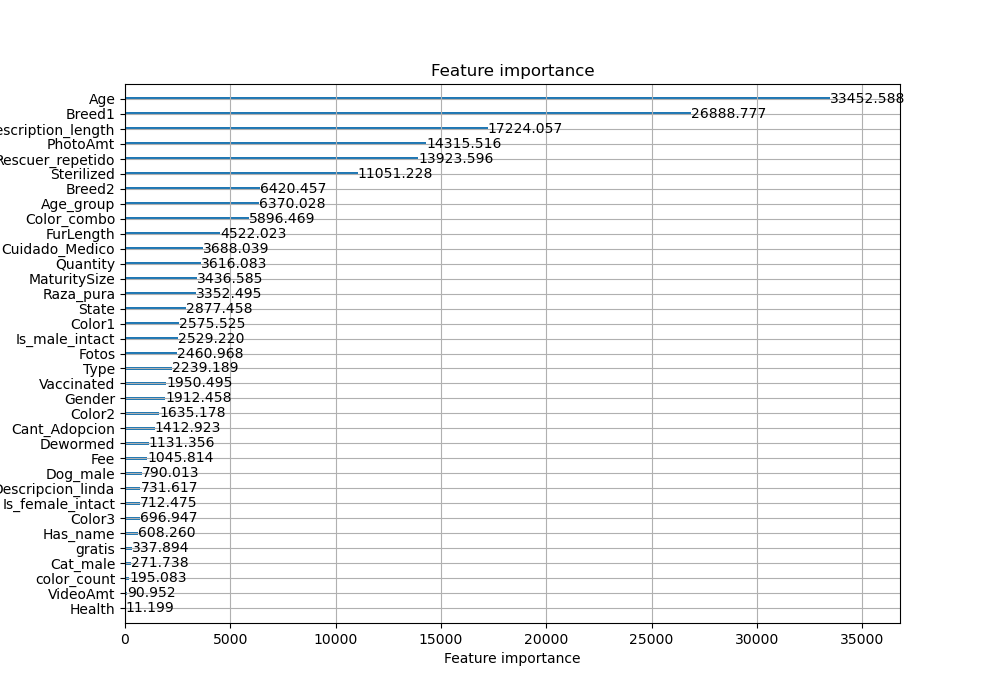 Feature importance
Age 33452.588
Breed1 26888.777
escription_length 17224.057
PhotoAmt 14315.516
Rescuer_repetido 13923.596
Sterilized 11051.228
Breed2 6420.457
Age_group 6370.028
Color_combo 5896.469
FurLength 4522.023
Cuidado_Medico 3688.039
Quantity 3616.083
MaturitySize 3436.585
Raza_pura 3352.495
State 2877.458
Color1 2575.525
Is_male_intact 2529.220
Fotos 2460.968
Type 2239.189
Vaccinated 1950.495
Gender 1912.458
Color2 1635.178
Cant_Adopcion 1412.923
Dewormed 1131.356
Fee 1045.814
Dog_male 790.013
Descripcion_linda 731.617
Is_female_intact 712.475
Color3 696.947
Has_name 608.260
gratis 337.894
Cat_male 271.738
color_count 195.083
VideoAmt 90.952
Health 11.199
0 5000 10000 15000 20000 25000 30000 35000
Feature importance